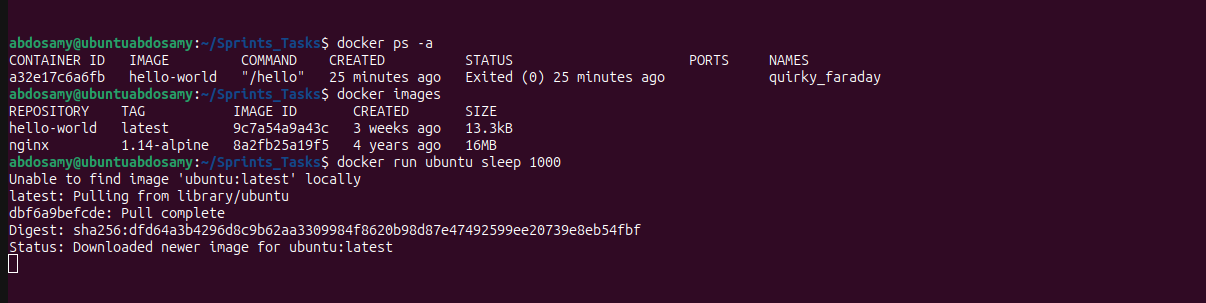 abdosamy@ubuntuabdosamy:~/Sprints_Tasks$ docker ps -a
CONTAINER ID   IMAGE         COMMAND    CREATED          STATUS                      PORTS     NAMES
a32e17c6a6fb   hello-world   "/hello"   25 minutes ago   Exited (0) 25 minutes ago             quirky_faraday
abdosamy@ubuntuabdosamy:~/Sprints_Tasks$ docker images
REPOSITORY    TAG           IMAGE ID       CREATED       SIZE
hello-world   latest        9c7a54a9a43c   3 weeks ago   13.3kB
nginx         1.14-alpine   8a2fb25a19f5   4 years ago   16MB
abdosamy@ubuntuabdosamy:~/Sprints_Tasks$ docker run ubuntu sleep 1000
Unable to find image 'ubuntu:latest' locally
latest: Pulling from library/ubuntu
dbf6a9befcde: Pull complete
Digest: sha256:dfd64a3b4296d8c9b62aa3309984f8620b98d87e47492599ee20739e8eb54fbf
Status: Downloaded newer image for ubuntu:latest